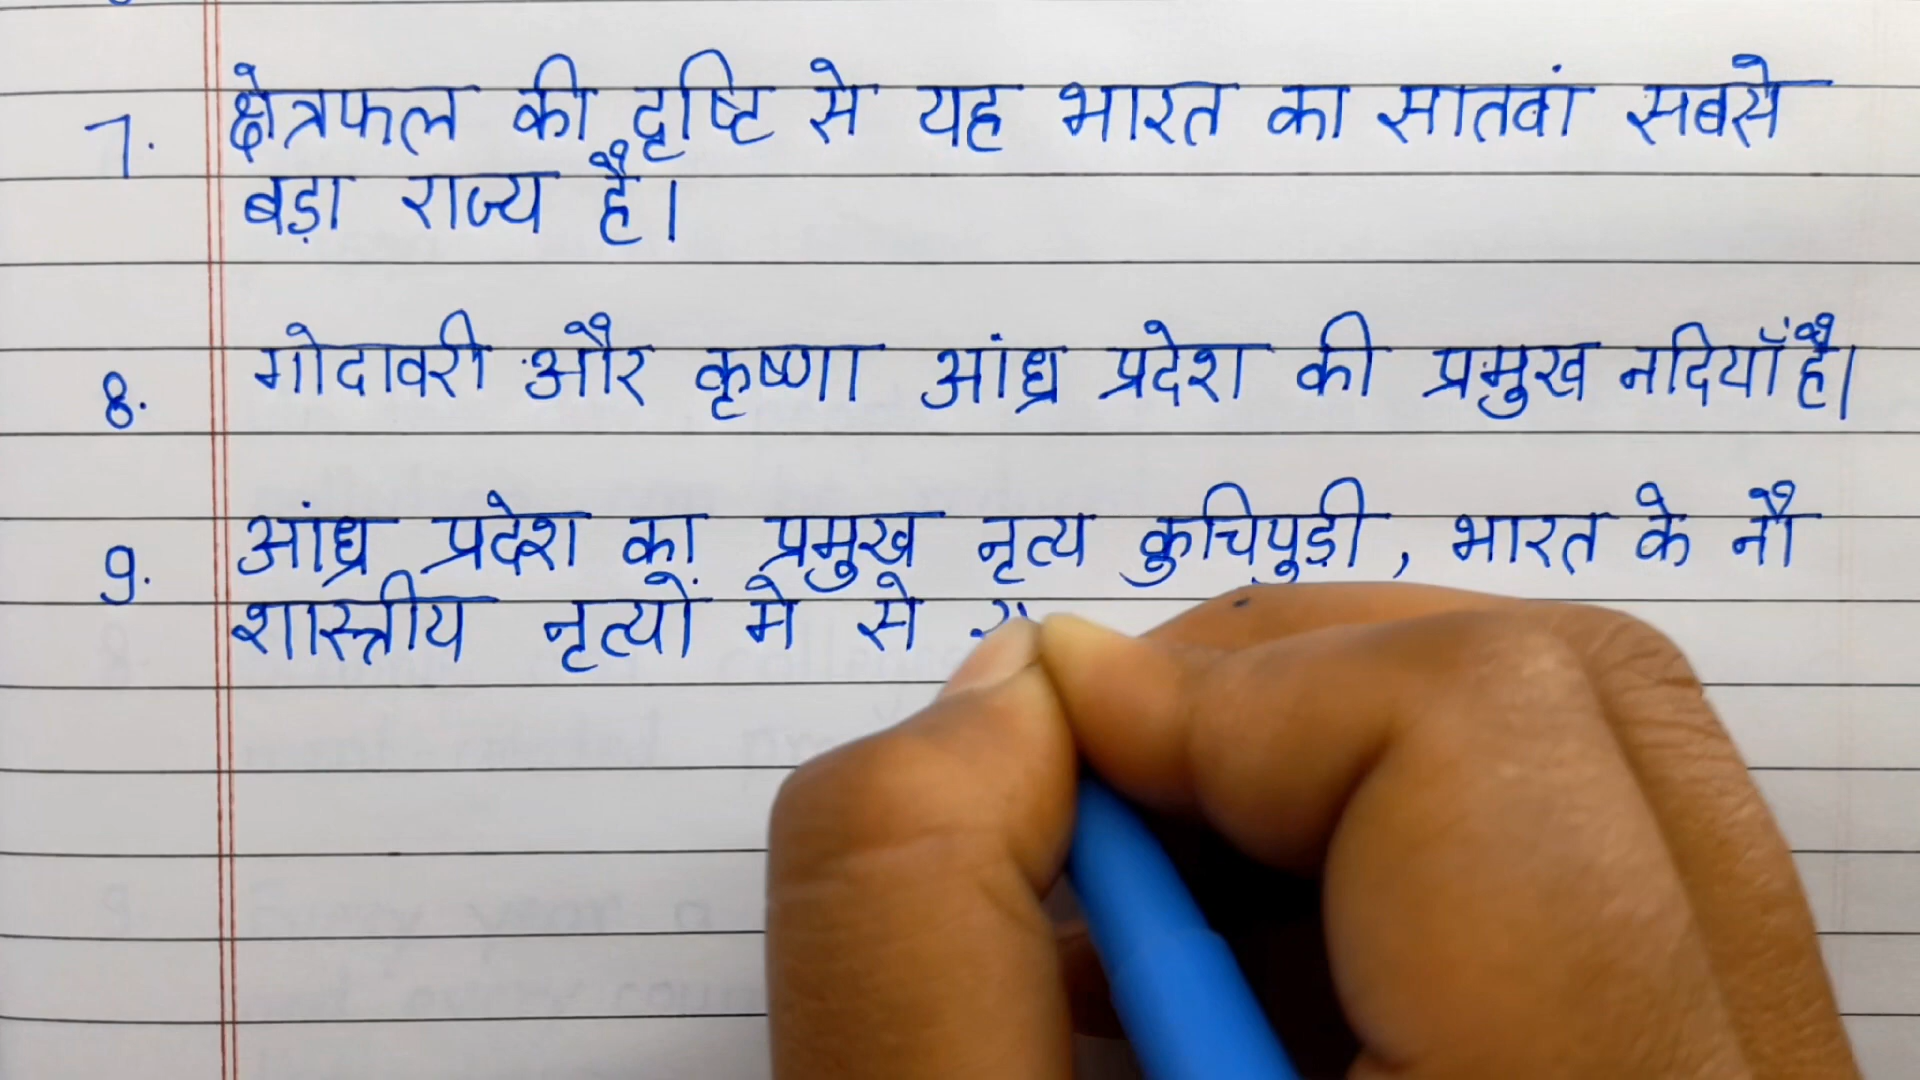 7. क्षेत्रफल की दृष्टि से यह भारत का सातवां सबसे
बड़ा राज्य है।
8. गोदावरी और कृष्णा आंध्र प्रदेश की प्रमुख नदियाँ है।
9. आंध्र प्रदेश का प्रमुख नृत्य कुचिपुड़ी, भारत के नौ
शास्त्रीय नृत्यों मे से